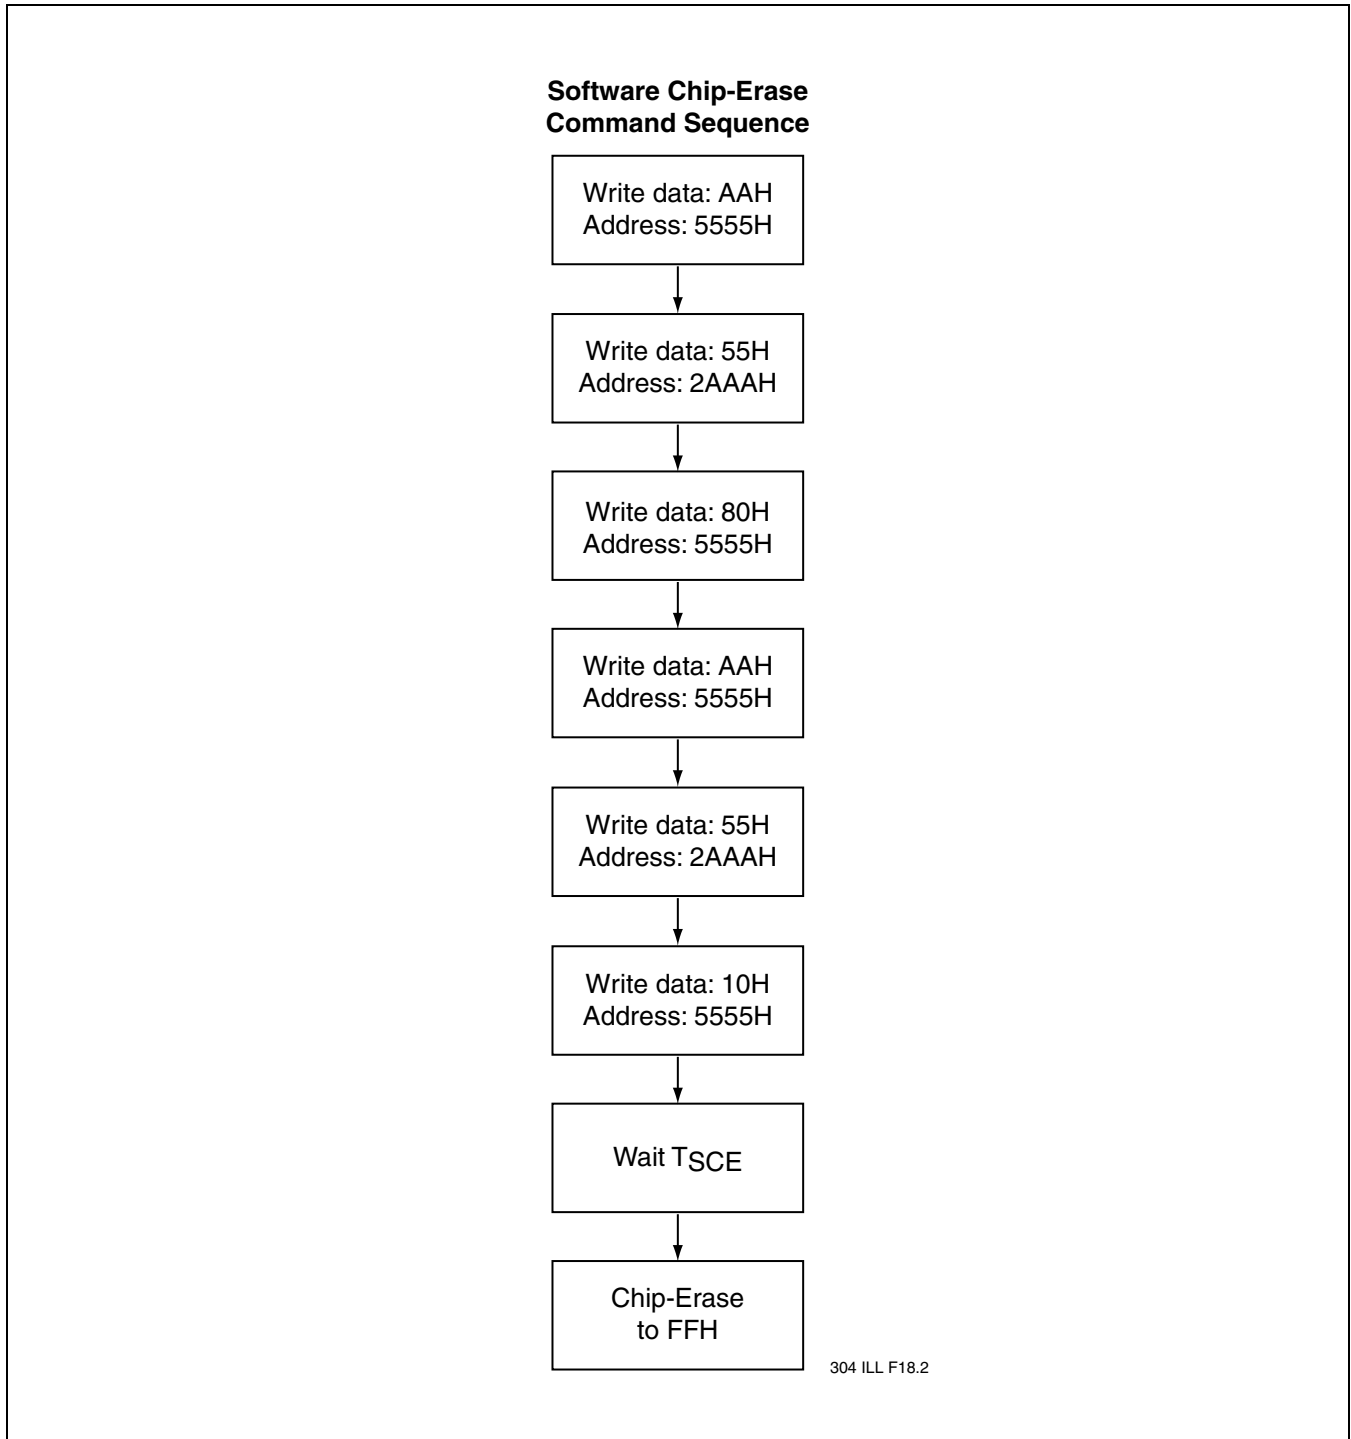 Software Chip-Erase
Command Sequence
Write data: AAH
Address: 5555H
Write data: 55H
Address: 2AAAH
Write data: 80H
Address: 5555H
Write data: AAH
Address: 5555H
Write data: 55H
Address: 2AAAH
Write data: 10H
Address: 5555H
Wait TSCE
Chip-Erase
to FFH
304 ILL F18.2